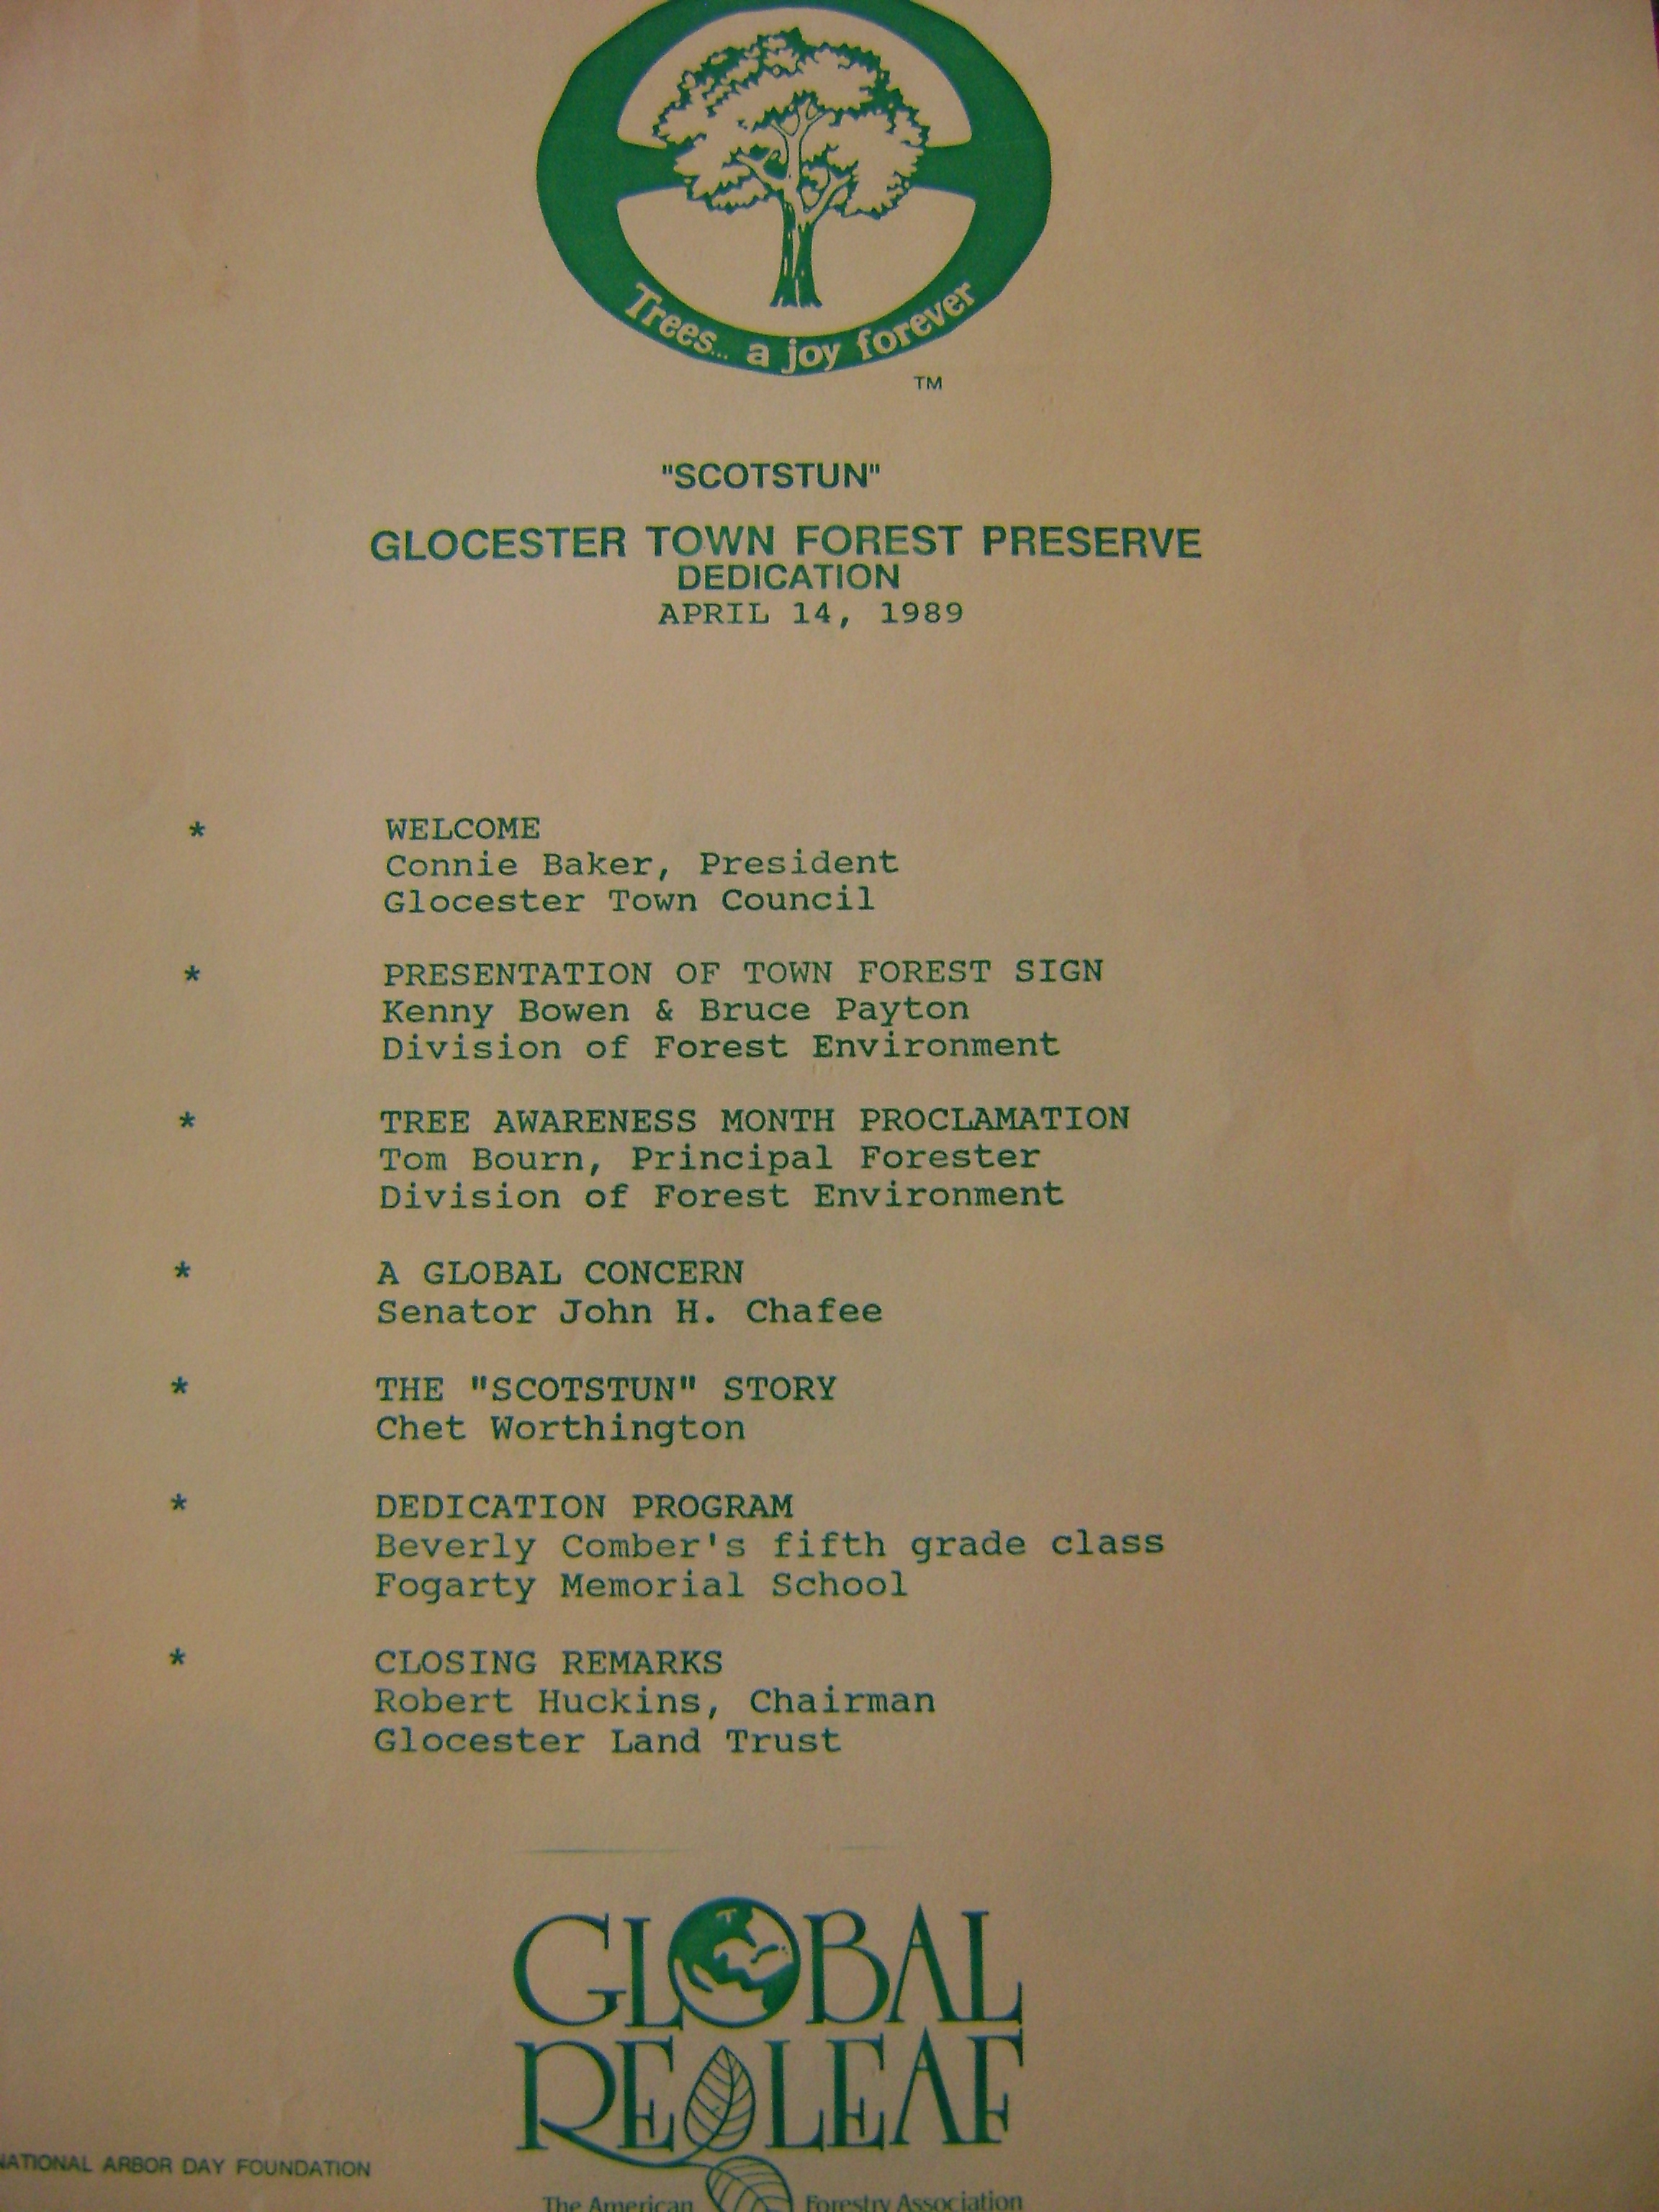 Trees... a joy forever
TM
"SCOTSTUN"
GLOCESTER TOWN FOREST PRESERVE
DEDICATION
APRIL 14, 1989
* WELCOME
Connie Baker, President
Glocester Town Council
* PRESENTATION OF TOWN FOREST SIGN
Kenny Bowen & Bruce Payton
Division of Forest Environment
* TREE AWARENESS MONTH PROCLAMATION
Tom Bourn, Principal Forester
Division of Forest Environment
* A GLOBAL CONCERN
Senator John H. Chafee
* THE "SCOTSTUN" STORY
Chet Worthington
* DEDICATION PROGRAM
Beverly Comber's fifth grade class
Fogarty Memorial School
* CLOSING REMARKS
Robert Huckins, Chairman
Glocester Land Trust
GLOBAL
RELEAF
NATIONAL ARBOR DAY FOUNDATION
The American Forestry Association